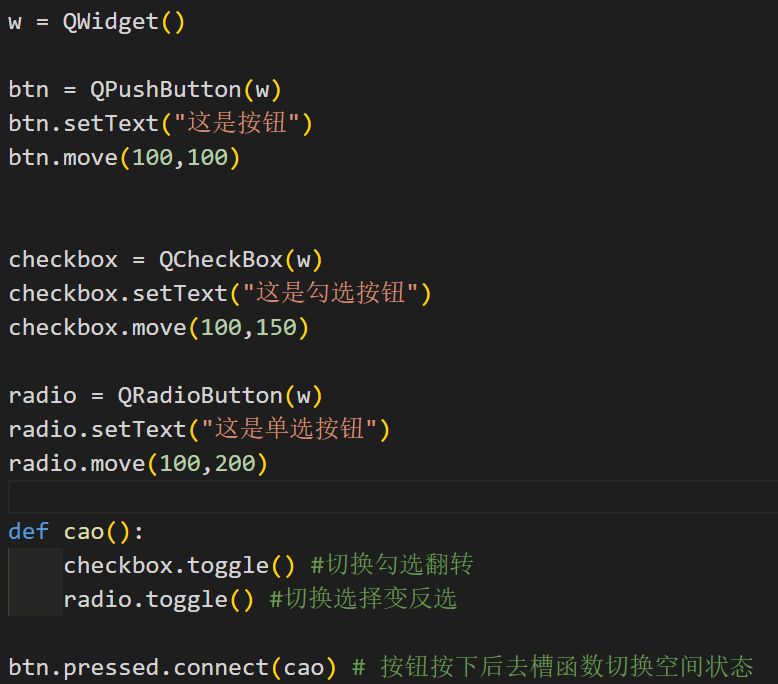 w = QWidget()
btn = QPushButton(w)
btn.setText("这是按钮")
btn.move(100,100)
checkbox = QCheckBox(w)
checkbox.setText("这是勾选按钮")
checkbox.move(100,150)
radio = QRadioButton(w)
radio.setText("这是单选按钮")
radio.move(100,200)
def cao():
    checkbox.toggle() #切换勾选翻转
    radio.toggle() #切换选择变反选
btn.pressed.connect(cao) # 按钮按下后去槽函数切换空间状态